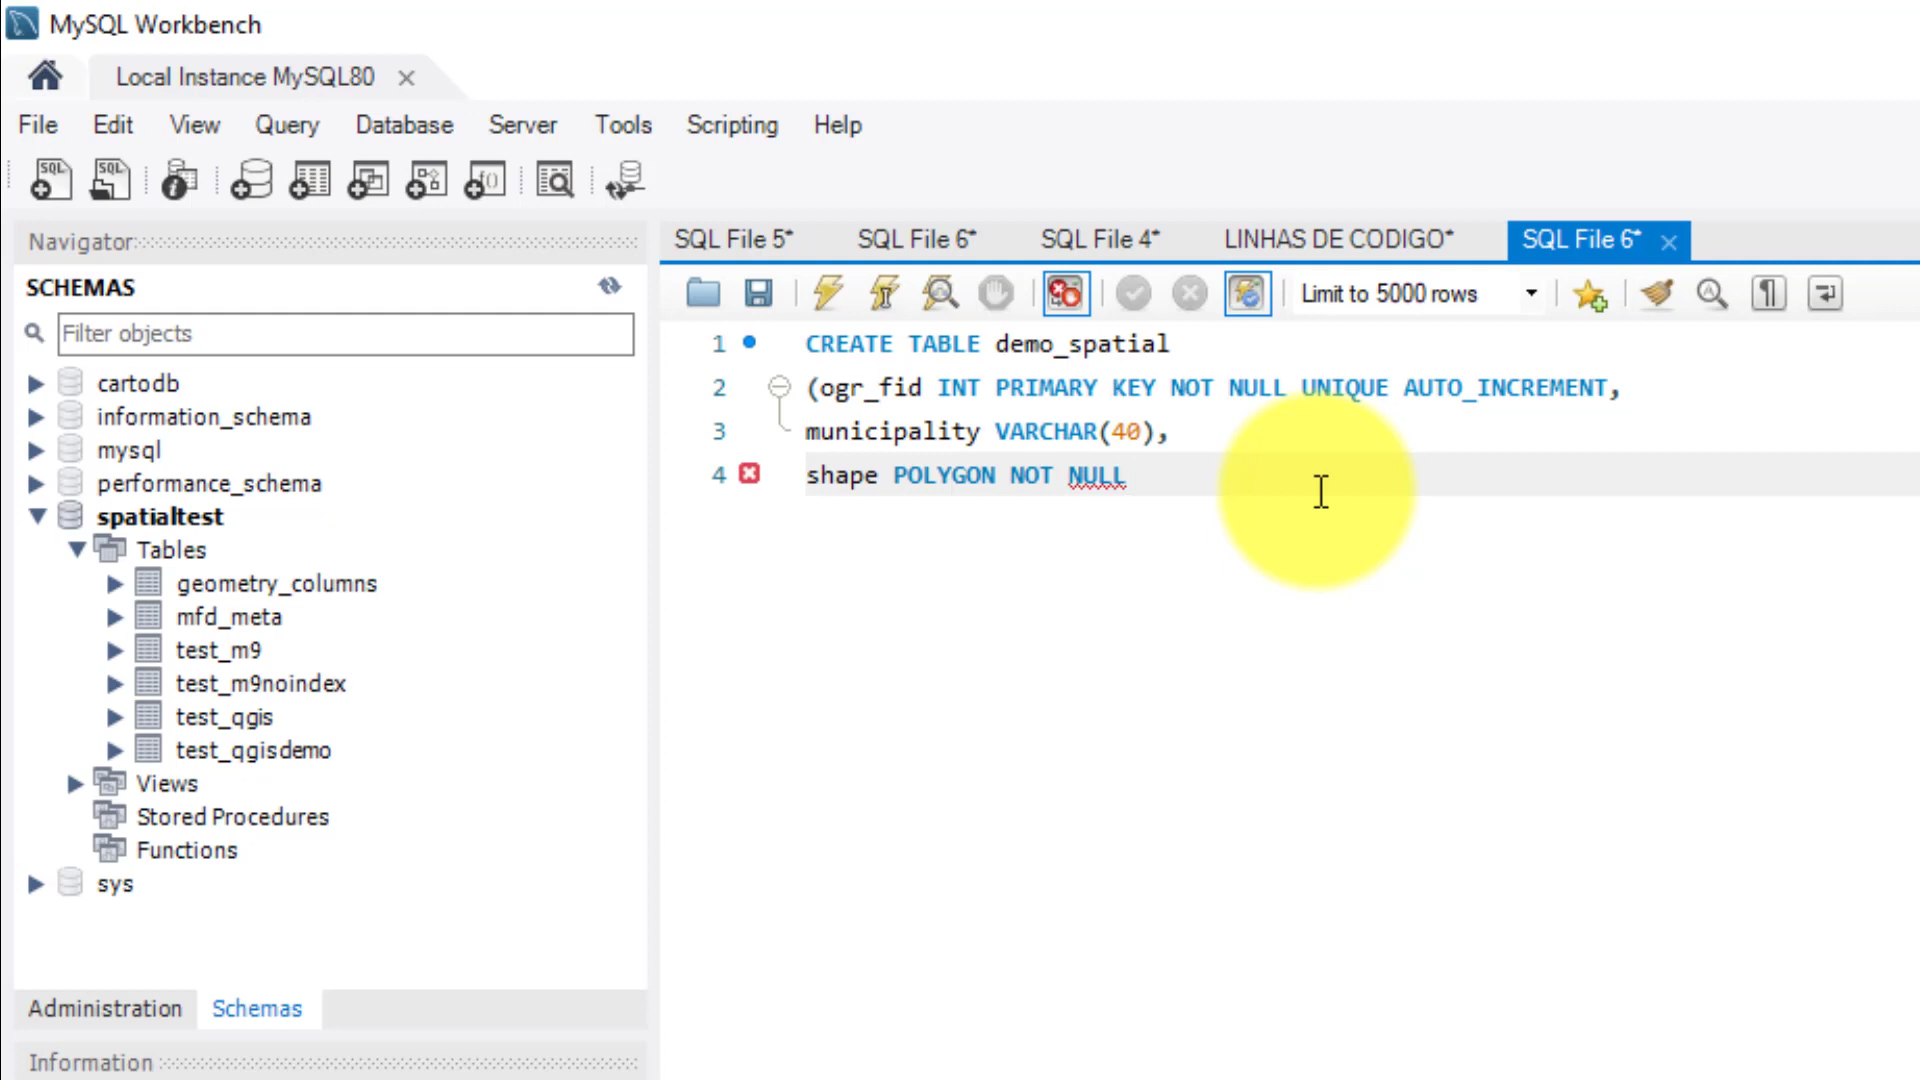 MySQL Workbench
Local Instance MySQL80
File Edit View Query Database Server Tools Scripting Help
SQL SQL
Navigator
SCHEMAS
Filter objects
cartodb
information_schema
mysql
performance_schema
spatialtest
Tables
geometry_columns
mfd_meta
test_m9
test_m9noindex
test_qgis
test_qgisdemo
Views
Stored Procedures
Functions
sys
Administration Schemas
Information
SQL File 5* SQL File 6* SQL File 4* LINHAS DE CODIGO* SQL File 6*
Limit to 5000 rows
1 CREATE TABLE demo_spatial
2 (ogr_fid INT PRIMARY KEY NOT NULL UNIQUE AUTO_INCREMENT,
3 municipality VARCHAR(40),
4 shape POLYGON NOT NULL